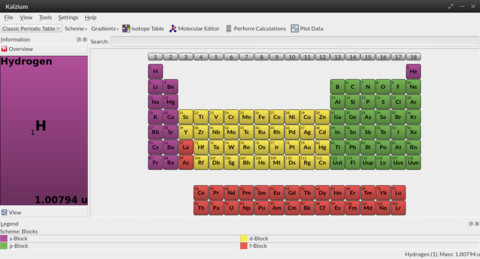 Kalzium
File View Tools Settings Help
Classic Periodic Table Scheme Gradients Isotope Table Molecular Editor Perform Calculations Plot Data
Information
Search:
Overview
Hydrogen
1 H
1.00794 u
View
1 2 3 4 5 6 7 8 9 10 11 12 13 14 15 16 17 18
H He
Li Be B C N O F Ne
Na Mg Al Si P S Cl Ar
K Ca Sc Ti V Cr Mn Fe Co Ni Cu Zn Ga Ge As Se Br Kr
Rb Sr Y Zr Nb Mo Tc Ru Rh Pd Ag Cd In Sn Sb Te I Xe
Cs Ba La Hf Ta W Re Os Ir Pt Au Hg Tl Pb Bi Po At Rn
Fr Ra Ac Rf Db Sg Bh Hs Mt Ds Rg Cn Uut Fl Uup Lv Uus Uuo
Ce Pr Nd Pm Sm Eu Gd Tb Dy Ho Er Tm Yb Lu
Th Pa U Np Pu Am Cm Bk Cf Es Fm Md No Lr
Legend
Scheme: Blocks
s-Block d-Block
p-Block f-Block
Hydrogen (1), Mass: 1.00794 u